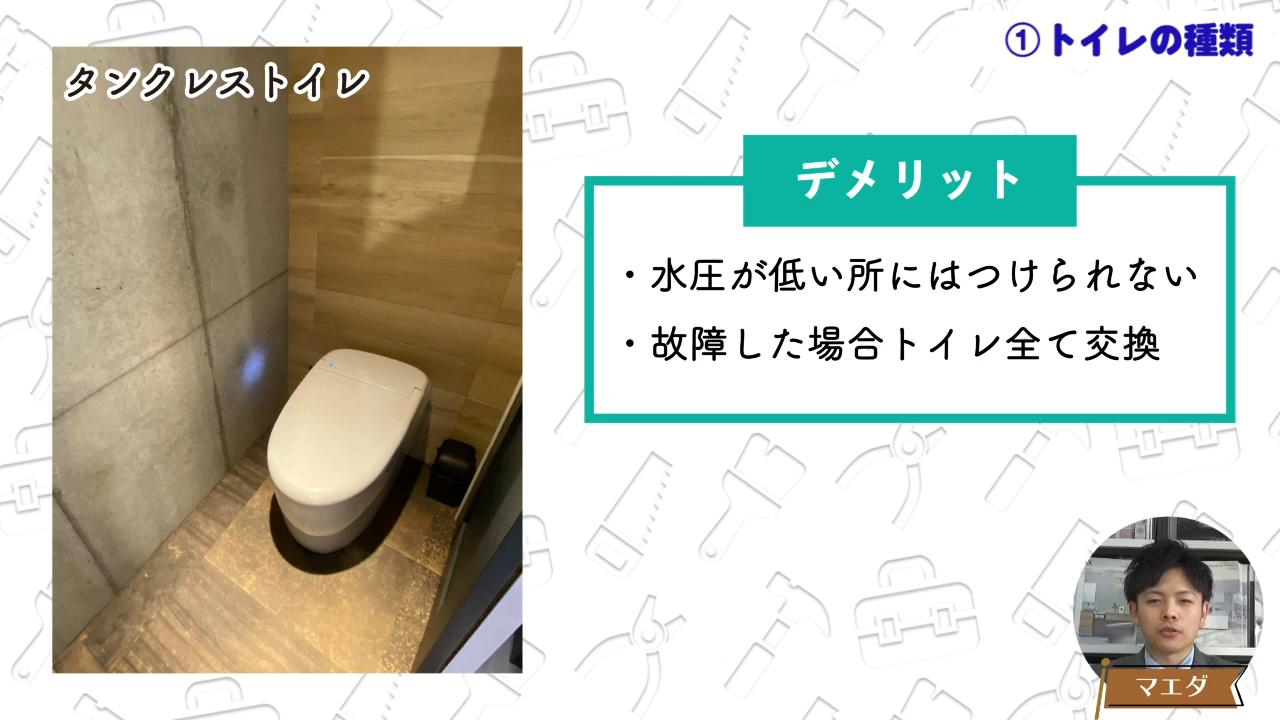 ①トイレの種類
タンクレストイレ
デメリット
・水圧が低い所にはつけられない
・故障した場合トイレ全て交換
マエダ